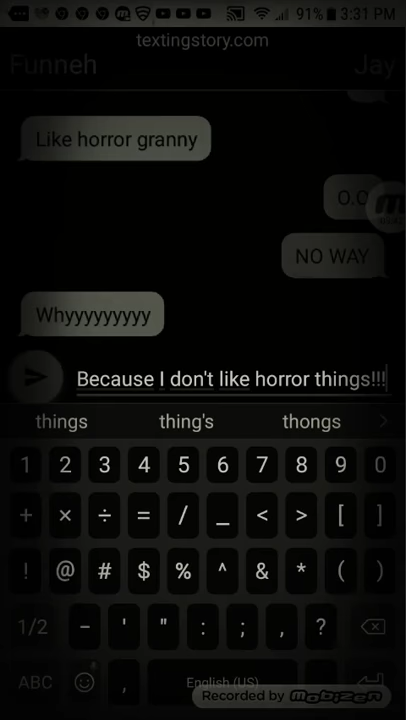 91% 3:31 PM
textingstory.com
Funneh Jay
Like horror granny
O.O
NO WAY
Whyyyyyyyyy
Because I don't like horror things!!!
things thing's thongs
1 2 3 4 5 6 7 8 9 0
+ × ÷ = / _ < > [ ]
! @ # $ % ^ & * ( )
1/2 - ' " : ; , ?
ABC , English (US)
Recorded by mobizen